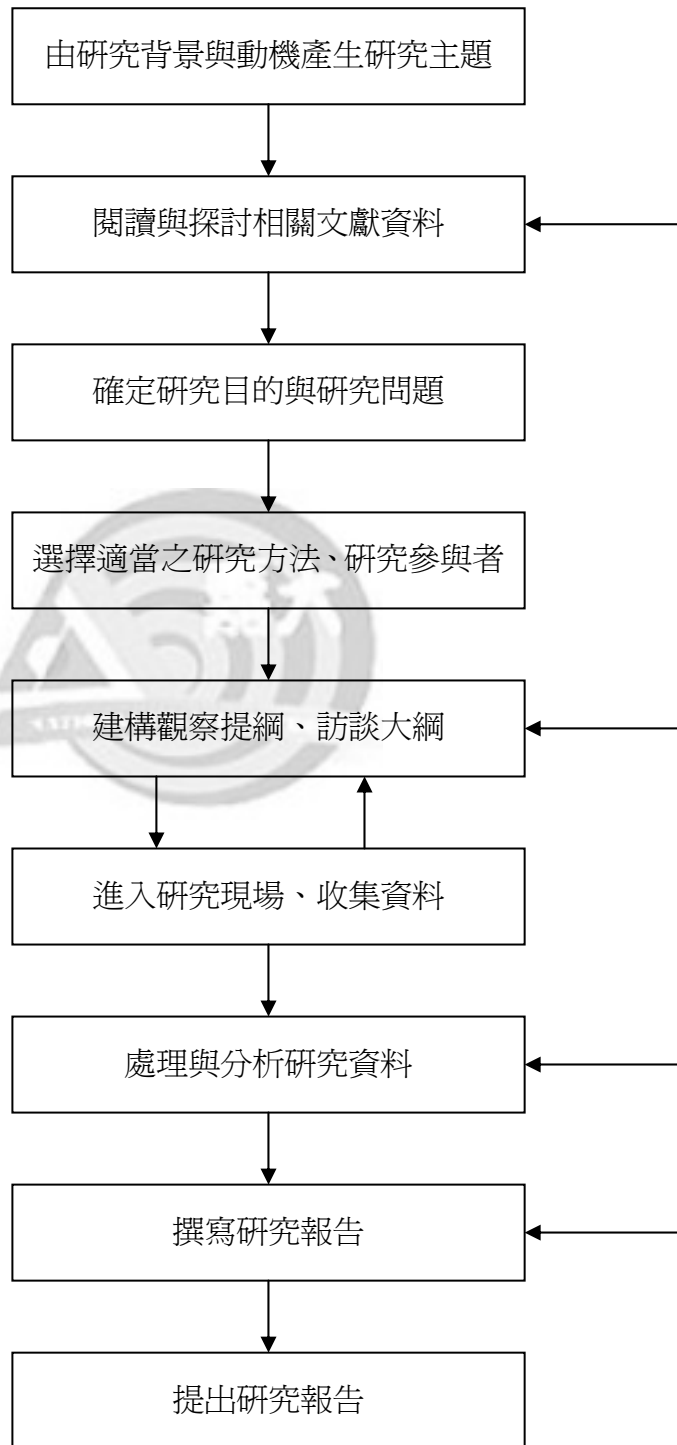 由研究背景與動機產生研究主題
閱讀與探討相關文獻資料
確定研究目的與研究問題
選擇適當之研究方法、研究參與者
建構觀察提綱、訪談大綱
進入研究現場、收集資料
處理與分析研究資料
撰寫研究報告
提出研究報告